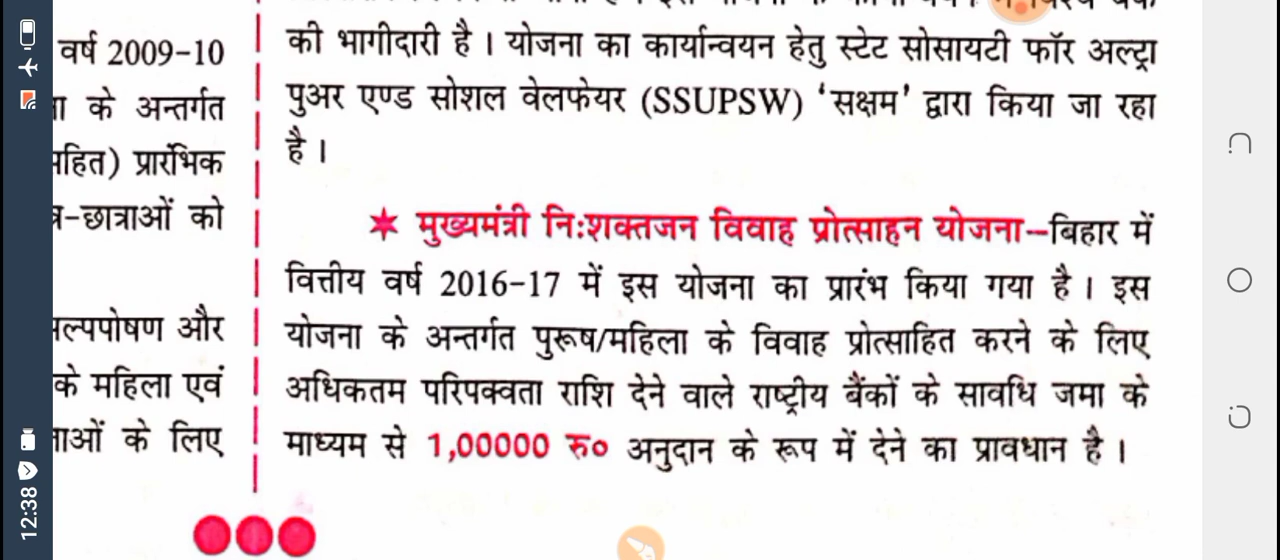 वर्ष 2009-10
के अन्तर्गत
प्रारंभिक
छात्राओं को
और
के महिला एवं
के लिए
की भागीदारी है। योजना का कार्यान्वयन हेतु स्टेट सोसायटी फॉर अल्ट्रा
पुअर एण्ड सोशल वेलफेयर (SSUPSW) ‘सक्षम’ द्वारा किया जा रहा
है।
★ मुख्यमंत्री नि:शक्तजन विवाह प्रोत्साहन योजना–बिहार में
वित्तीय वर्ष 2016-17 में इस योजना का प्रारंभ किया गया है। इस
योजना के अन्तर्गत पुरूष/महिला के विवाह प्रोत्साहित करने के लिए
अधिकतम परिपक्वता राशि देने वाले राष्ट्रीय बैंकों के सावधि जमा के
माध्यम से 1,00000 रु० अनुदान के रूप में देने का प्रावधान है।
12:38